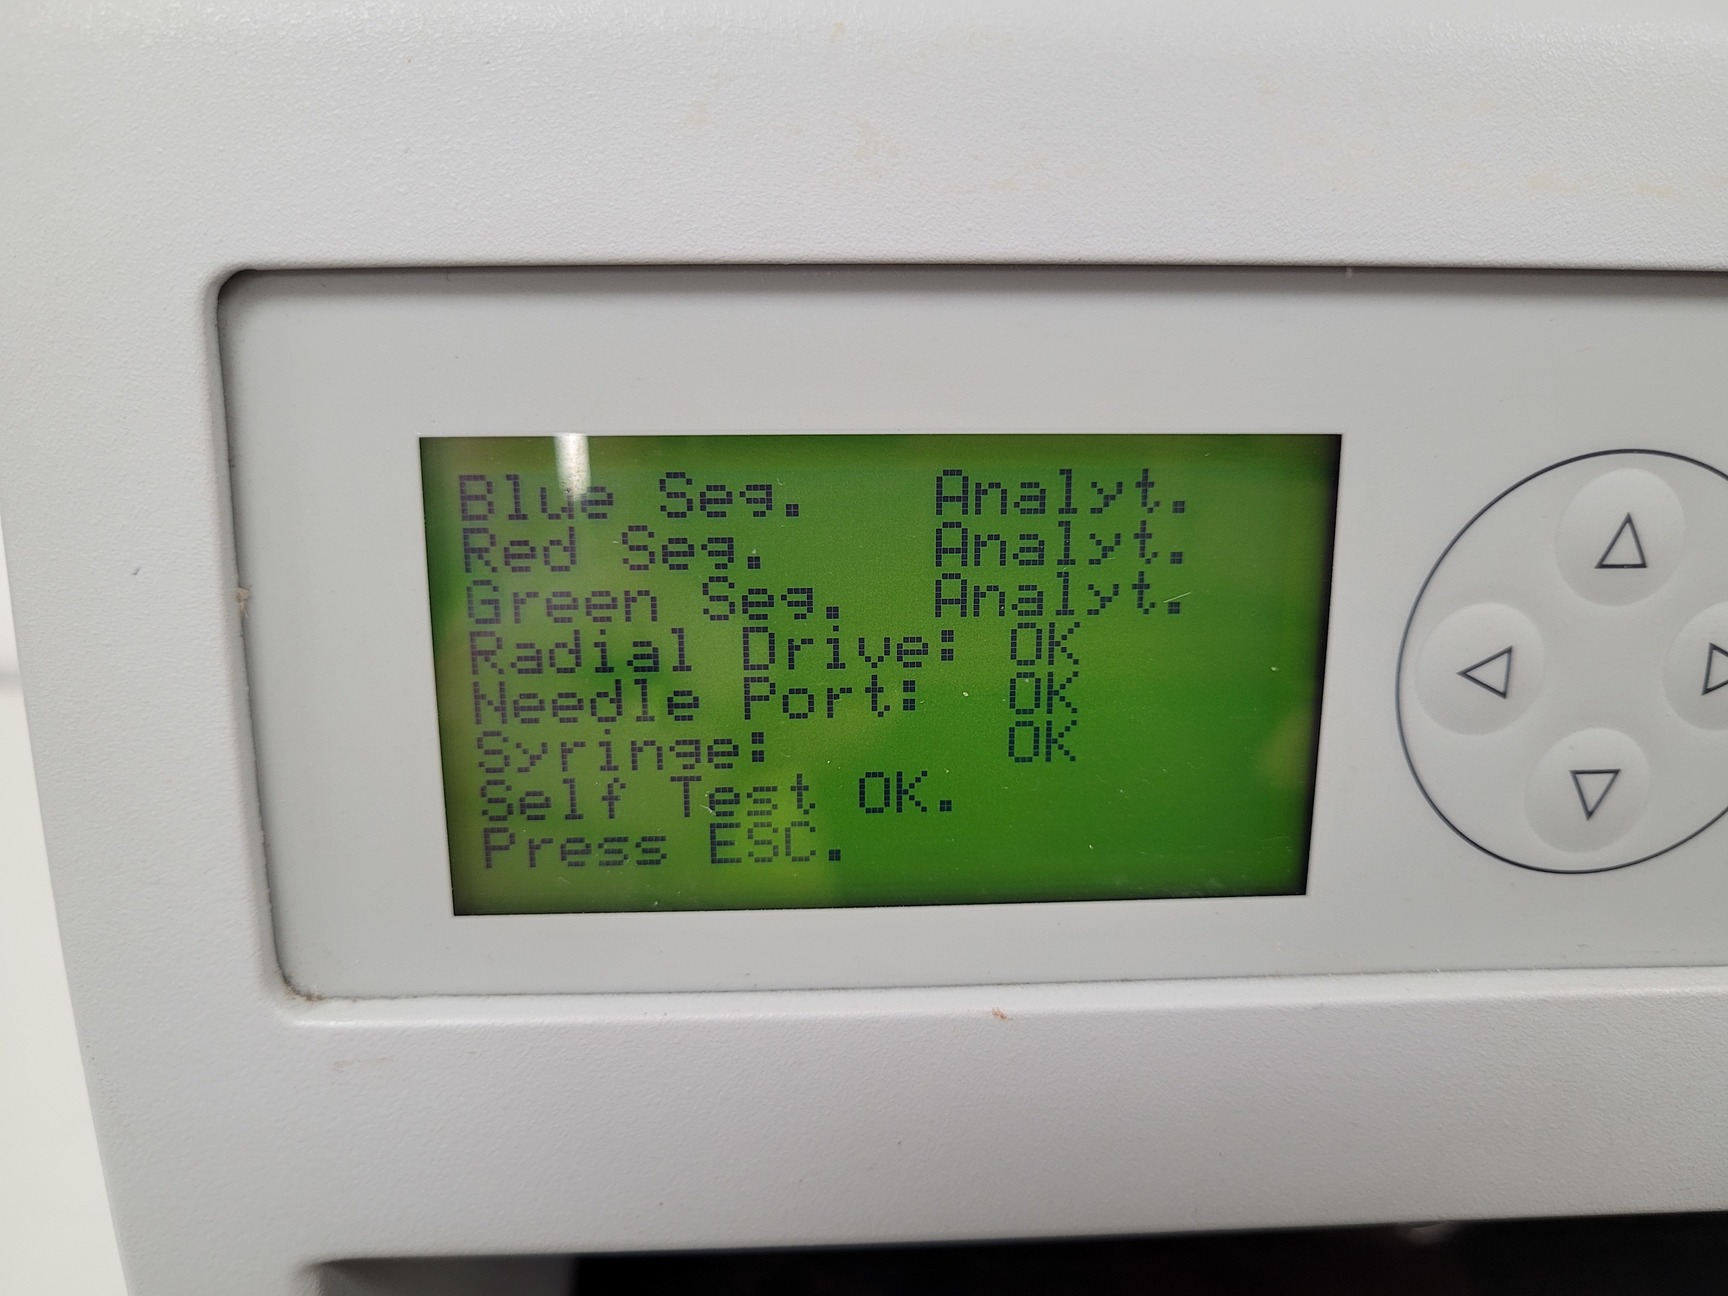 Blue Seg. Analyt.
Red Seg. Analyt.
Green Seg. Analyt.
Radial Drive: OK
Needle Port: OK
Syringe: OK
Self Test OK.
Press ESC.